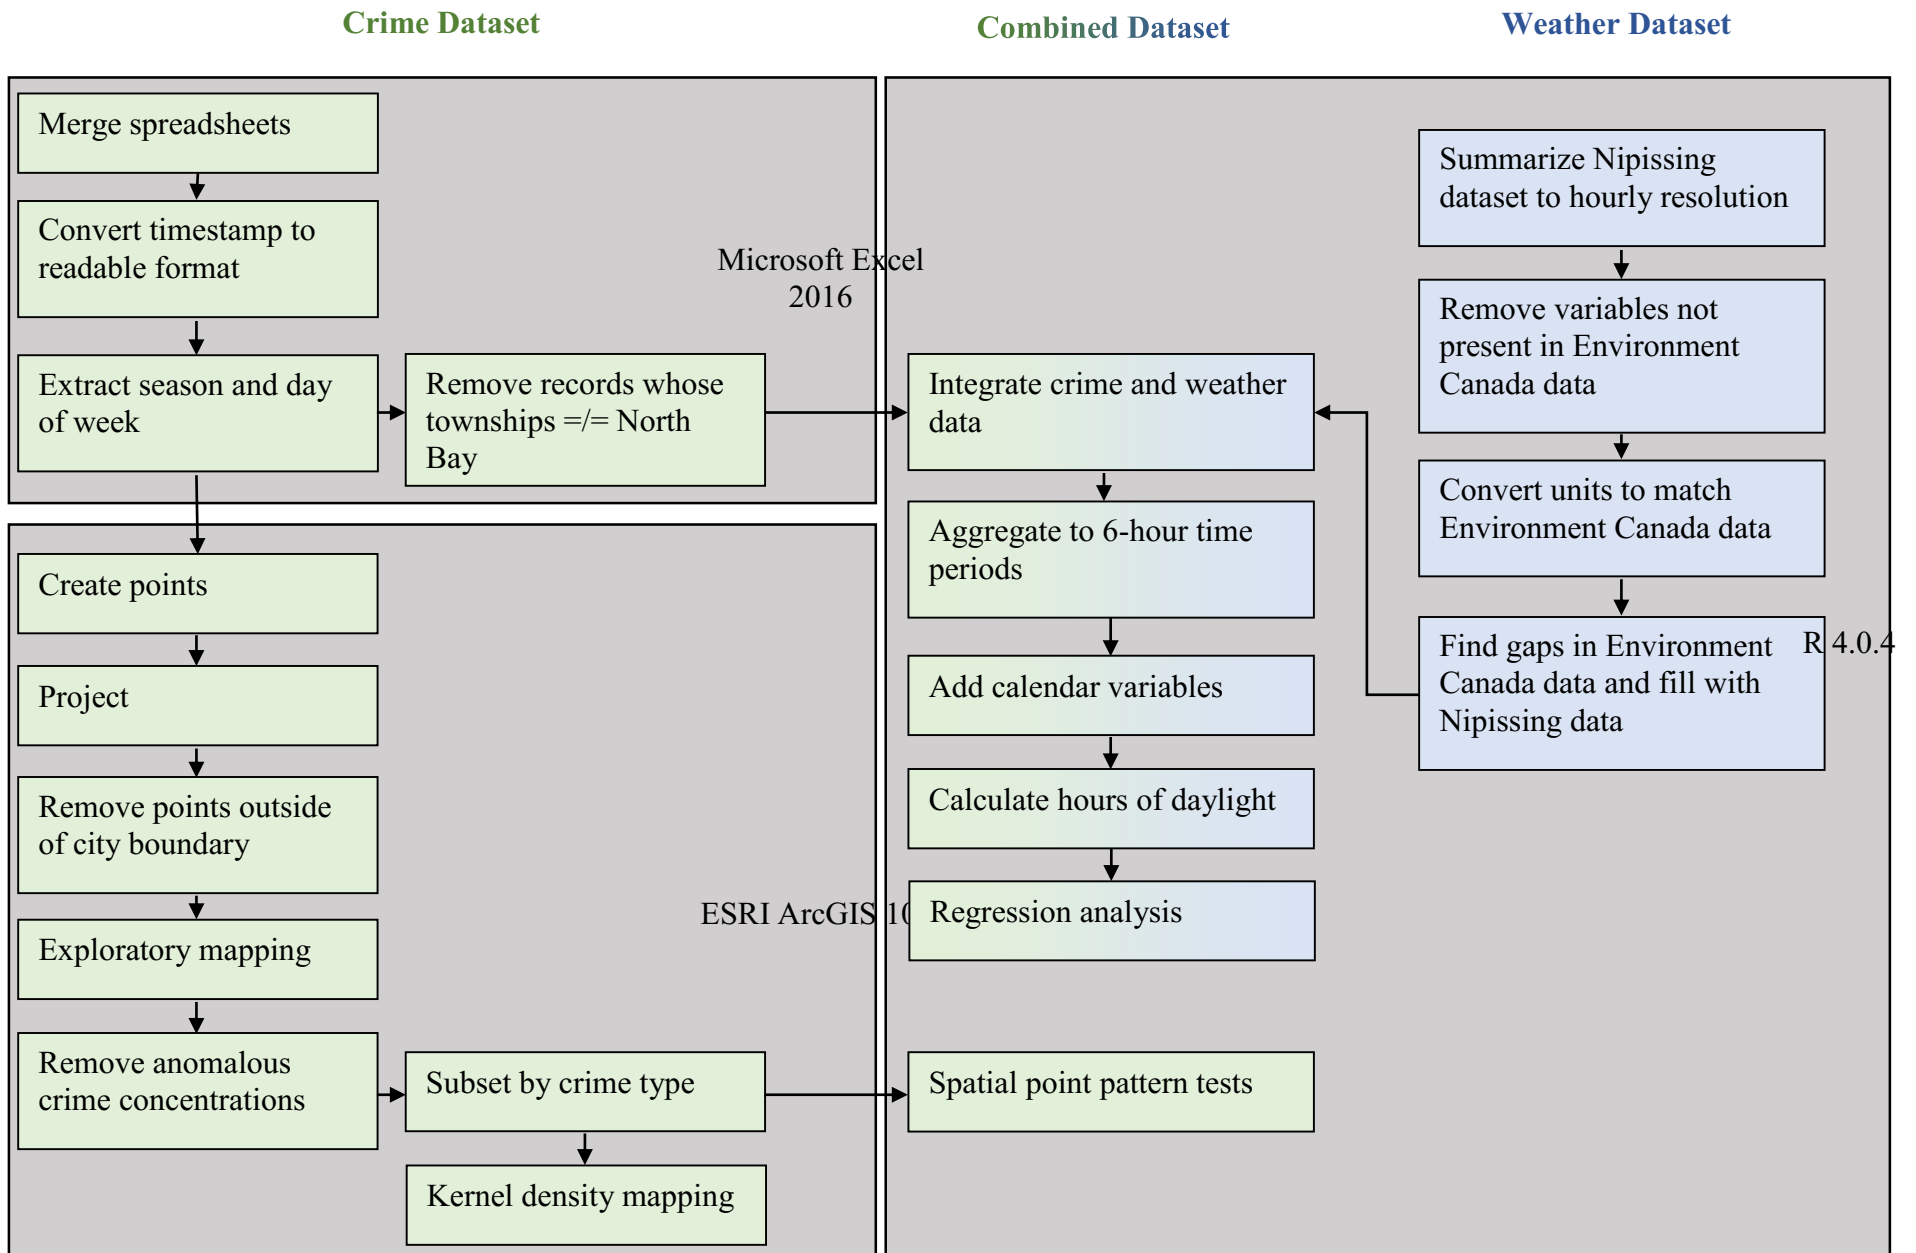 Crime Dataset
Combined Dataset
Weather Dataset
Merge spreadsheets
Convert timestamp to
readable format
Extract season and day
of week
Remove records whose
townships =/= North
Bay
Microsoft Excel
2016
Create points
Project
Remove points outside
of city boundary
Exploratory mapping
Remove anomalous
crime concentrations
Subset by crime type
Kernel density mapping
ESRI ArcGIS 10
Integrate crime and weather
data
Aggregate to 6-hour time
periods
Add calendar variables
Calculate hours of daylight
Regression analysis
Spatial point pattern tests
Summarize Nipissing
dataset to hourly resolution
Remove variables not
present in Environment
Canada data
Convert units to match
Environment Canada data
Find gaps in Environment
Canada data and fill with
Nipissing data
R 4.0.4